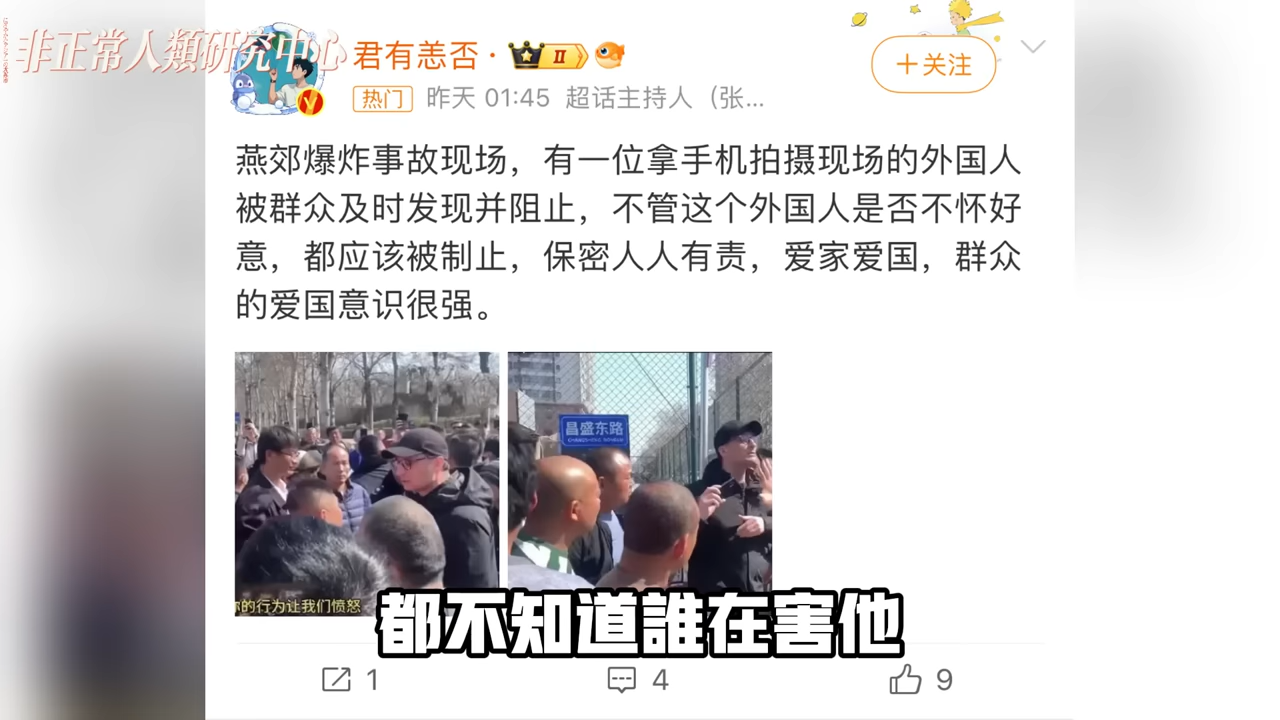 非正常人類研究中心
君有恙否·
II
+关注
热门 昨天 01:45 超话主持人（张...
燕郊爆炸事故现场，有一位拿手机拍摄现场的外国人
被群众及时发现并阻止，不管这个外国人是否不怀好
意，都应该被制止，保密人人有责，爱家爱国，群众
的爱国意识很强。
昌盛东路
你的行为让我们愤怒
都不知道誰在害他
1
4
9